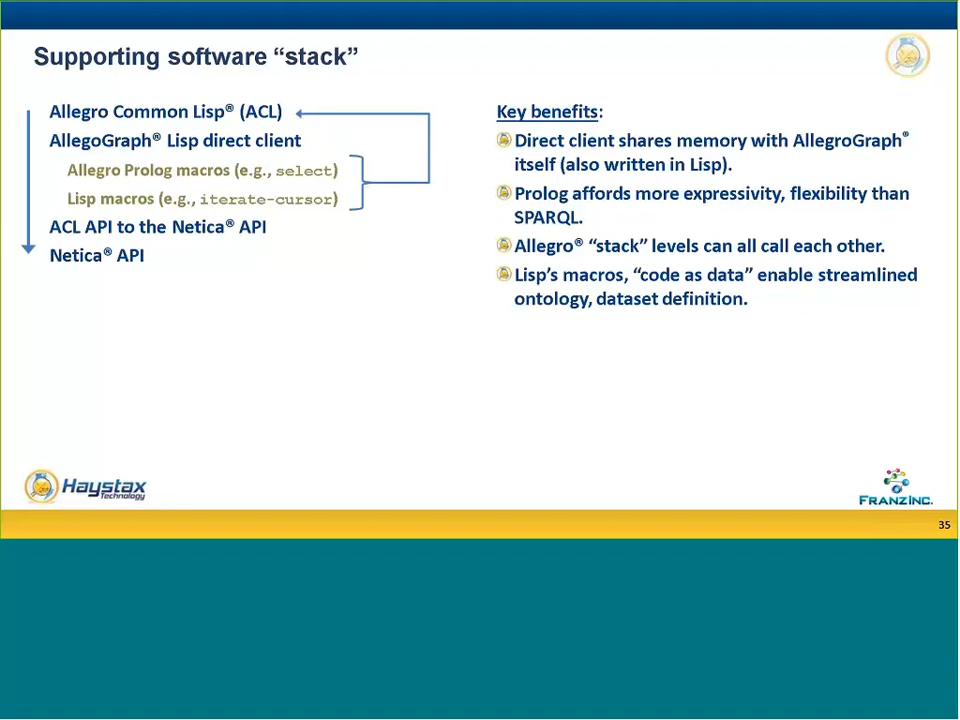 Supporting software “stack”
Allegro Common Lisp® (ACL)
AllegoGraph® Lisp direct client
Allegro Prolog macros (e.g., select)
Lisp macros (e.g., iterate-cursor)
ACL API to the Netica® API
Netica® API
Key benefits:
Direct client shares memory with AllegroGraph®
itself (also written in Lisp).
Prolog affords more expressivity, flexibility than
SPARQL.
Allegro® “stack” levels can all call each other.
Lisp’s macros, “code as data” enable streamlined
ontology, dataset definition.
Haystax
Technology
FRANZ INC.
35